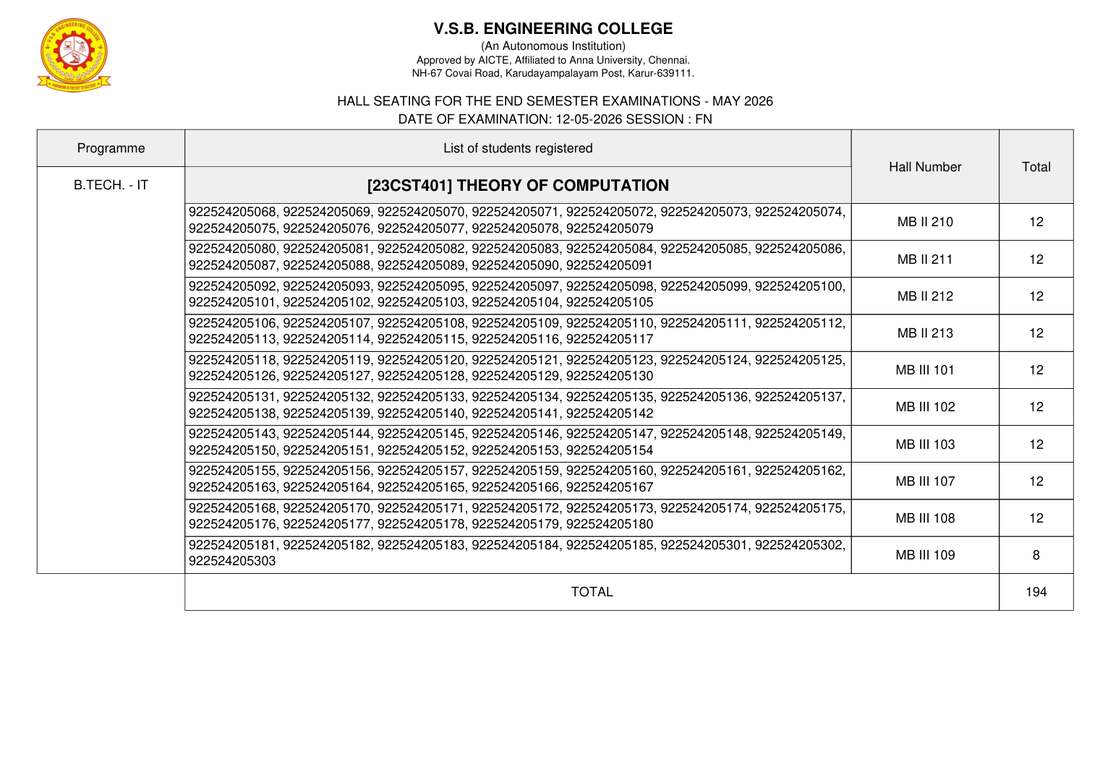 V.S.B. ENGINEERING COLLEGE
(An Autonomous Institution)
Approved by AICTE, Affiliated to Anna University, Chennai.
NH-67 Covai Road, Karudayampalayam Post, Karur-639111.
HALL SEATING FOR THE END SEMESTER EXAMINATIONS - MAY 2026
DATE OF EXAMINATION: 12-05-2026 SESSION : FN
Programme List of students registered Hall Number Total
B.TECH. - IT [23CST401] THEORY OF COMPUTATION
922524205068, 922524205069, 922524205070, 922524205071, 922524205072, 922524205073, 922524205074,
922524205075, 922524205076, 922524205077, 922524205078, 922524205079
MB II 210 12
922524205080, 922524205081, 922524205082, 922524205083, 922524205084, 922524205085, 922524205086,
922524205087, 922524205088, 922524205089, 922524205090, 922524205091
MB II 211 12
922524205092, 922524205093, 922524205095, 922524205097, 922524205098, 922524205099, 922524205100,
922524205101, 922524205102, 922524205103, 922524205104, 922524205105
MB II 212 12
922524205106, 922524205107, 922524205108, 922524205109, 922524205110, 922524205111, 922524205112,
922524205113, 922524205114, 922524205115, 922524205116, 922524205117
MB II 213 12
922524205118, 922524205119, 922524205120, 922524205121, 922524205123, 922524205124, 922524205125,
922524205126, 922524205127, 922524205128, 922524205129, 922524205130
MB III 101 12
922524205131, 922524205132, 922524205133, 922524205134, 922524205135, 922524205136, 922524205137,
922524205138, 922524205139, 922524205140, 922524205141, 922524205142
MB III 102 12
922524205143, 922524205144, 922524205145, 922524205146, 922524205147, 922524205148, 922524205149,
922524205150, 922524205151, 922524205152, 922524205153, 922524205154
MB III 103 12
922524205155, 922524205156, 922524205157, 922524205159, 922524205160, 922524205161, 922524205162,
922524205163, 922524205164, 922524205165, 922524205166, 922524205167
MB III 107 12
922524205168, 922524205170, 922524205171, 922524205172, 922524205173, 922524205174, 922524205175,
922524205176, 922524205177, 922524205178, 922524205179, 922524205180
MB III 108 12
922524205181, 922524205182, 922524205183, 922524205184, 922524205185, 922524205301, 922524205302,
922524205303
MB III 109 8
TOTAL 194